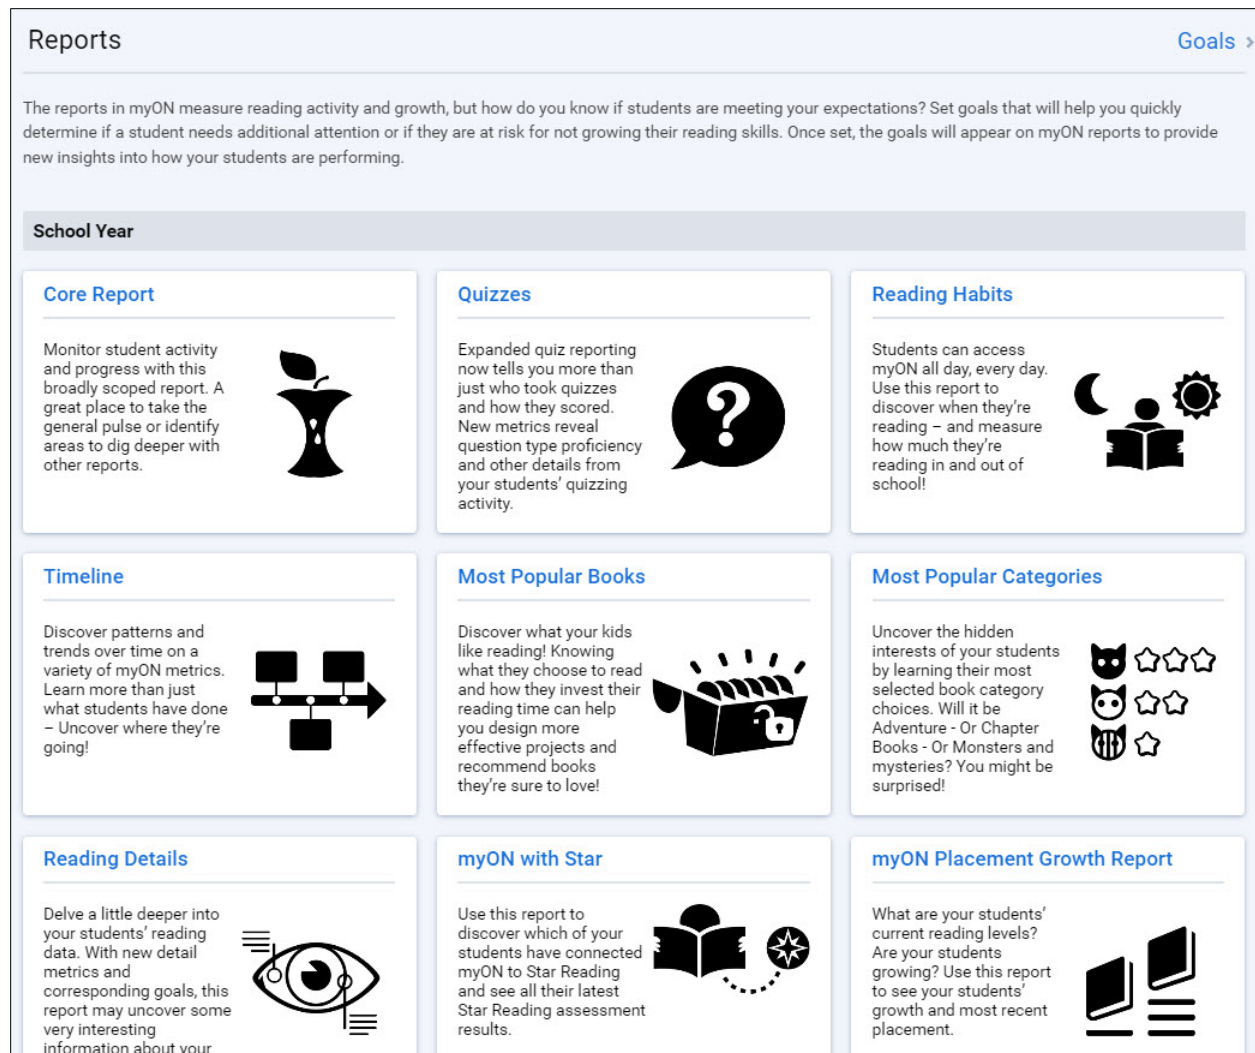 Reports
Goals >
The reports in myON measure reading activity and growth, but how do you know if students are meeting your expectations? Set goals that will help you quickly
determine if a student needs additional attention or if they are at risk for not growing their reading skills. Once set, the goals will appear on myON reports to provide
new insights into how your students are performing.
School Year
Core Report
Monitor student activity
and progress with this
broadly scoped report. A
great place to take the
general pulse or identify
areas to dig deeper with
other reports.
Quizzes
Expanded quiz reporting
now tells you more than
just who took quizzes
and how they scored.
New metrics reveal
question type proficiency
and other details from
your students’ quizzing
activity.
Reading Habits
Students can access
myON all day, every day.
Use this report to
discover when they’re
reading – and measure
how much they’re
reading in and out of
school!
Timeline
Discover patterns and
trends over time on a
variety of myON metrics.
Learn more than just
what students have done
– Uncover where they’re
going!
Most Popular Books
Discover what your kids
like reading! Knowing
what they choose to read
and how they invest their
reading time can help
you design more
effective projects and
recommend books
they’re sure to love!
Most Popular Categories
Uncover the hidden
interests of your students
by learning their most
selected book category
choices. Will it be
Adventure - Or Chapter
Books - Or Monsters and
mysteries? You might be
surprised!
Reading Details
Delve a little deeper into
your students’ reading
data. With new detail
metrics and
corresponding goals, this
report may uncover some
very interesting
information about your
myON with Star
Use this report to
discover which of your
students have connected
myON to Star Reading
and see all their latest
Star Reading assessment
results.
myON Placement Growth Report
What are your students’
current reading levels?
Are your students
growing? Use this report
to see your students’
growth and most recent
placement.